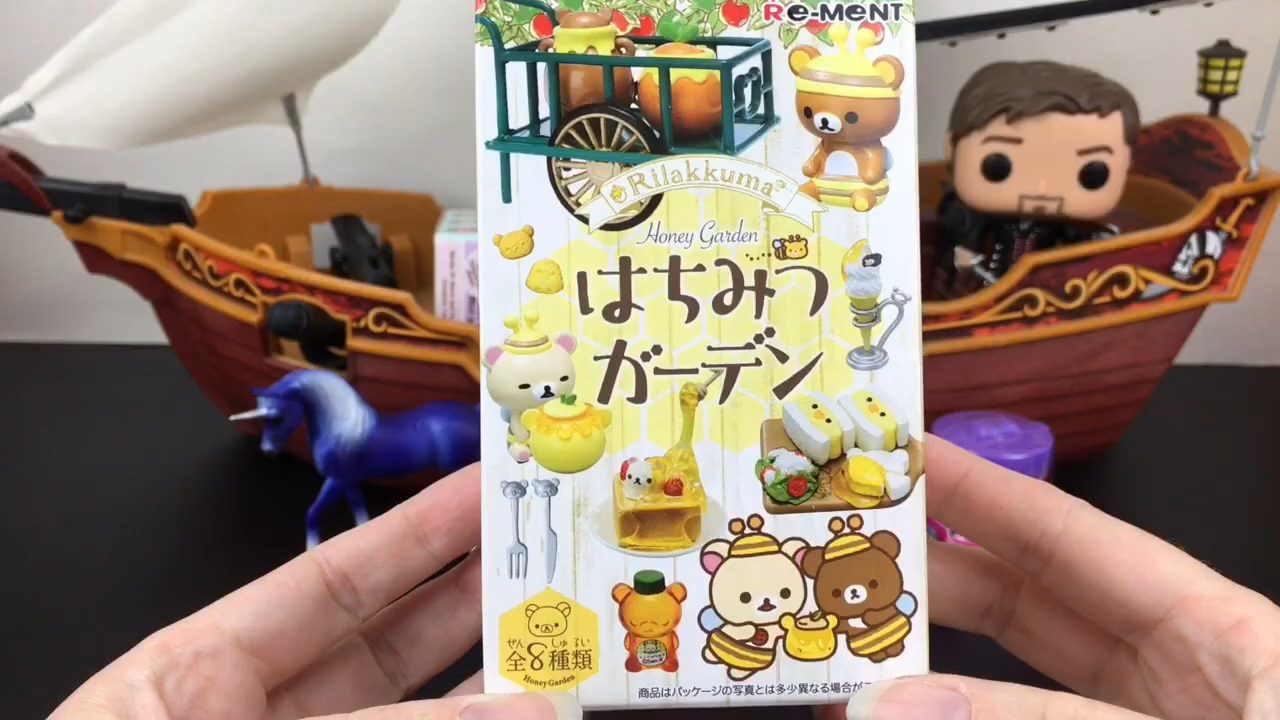 Re-MeNT
Rilakkuma
Honey Garden
はちみつ
ガーデン
ぜん しゅるい
全8種類
Honey Garden
商品はパッケージの写真とは多少異なる場合が